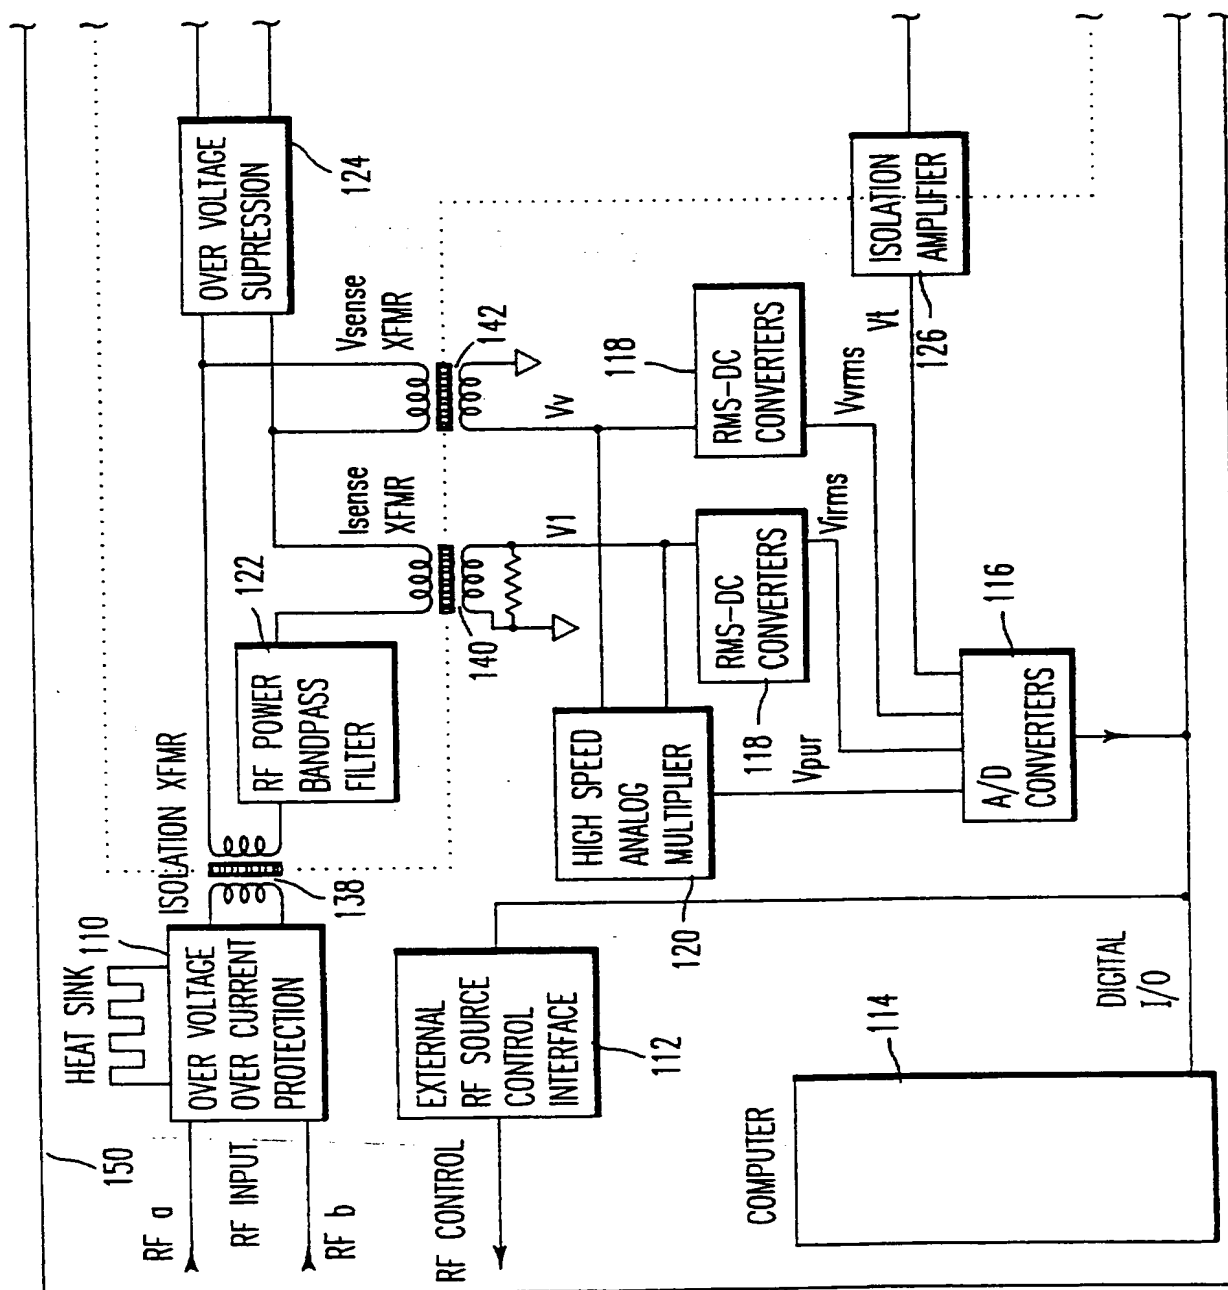 150
HEAT SINK
110
OVER VOLTAGE
OVER CURRENT
PROTECTION
RF a
RF INPUT
RF b
ISOLATION XFMR
138
RF POWER
BANDPASS
FILTER
122
OVER VOLTAGE
SUPRESSION
124
Isense
XFMR
140
Vsense
XFMR
142
V1
Vv
EXTERNAL
RF SOURCE
CONTROL
INTERFACE
112
RF CONTROL
HIGH SPEED
ANALOG
MULTIPLIER
120
RMS-DC
CONVERTERS
118
RMS-DC
CONVERTERS
118
ISOLATION
AMPLIFIER
126
Vt
Vvrms
Virms
Vpur
A/D
CONVERTERS
116
COMPUTER
114
DIGITAL
I/O